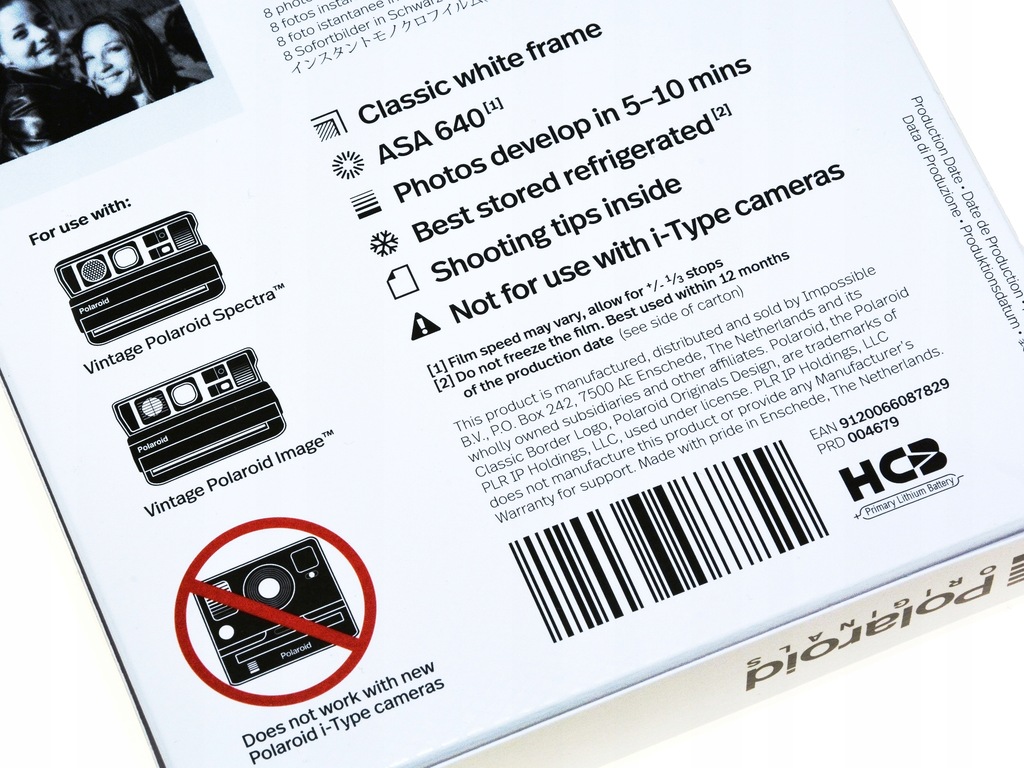 8 photo
8 fotos instan
8 foto istantanee in
8 Sofortbilder in Schwarz
インスタントモノクロフィルム
Classic white frame
ASA 640[1]
Photos develop in 5–10 mins
Best stored refrigerated[2]
Shooting tips inside
Not for use with i-Type cameras
[1] Film speed may vary, allow for +/- 1/3 stops
[2] Do not freeze the film. Best used within 12 months
of the production date (see side of carton)
This product is manufactured, distributed and sold by Impossible
B.V., P.O. Box 242, 7500 AE Enschede, The Netherlands and its
wholly owned subsidiaries and other affiliates. Polaroid, the Polaroid
Classic Border Logo, Polaroid Originals Design, are trademarks of
PLR IP Holdings, LLC, used under license. PLR IP Holdings, LLC
does not manufacture this product or provide any Manufacturer's
Warranty for support. Made with pride in Enschede, The Netherlands.
EAN 9120066087829
PRD 004679
HCB
+ Primary Lithium Battery -
For use with:
Polaroid
Vintage Polaroid Spectra™
Polaroid
Vintage Polaroid Image™
Polaroid
Does not work with new
Polaroid i-Type cameras
Production Date • Date de Production •
Data di Produzione • Produktionsdatum •
polaroid
ORIGINALS